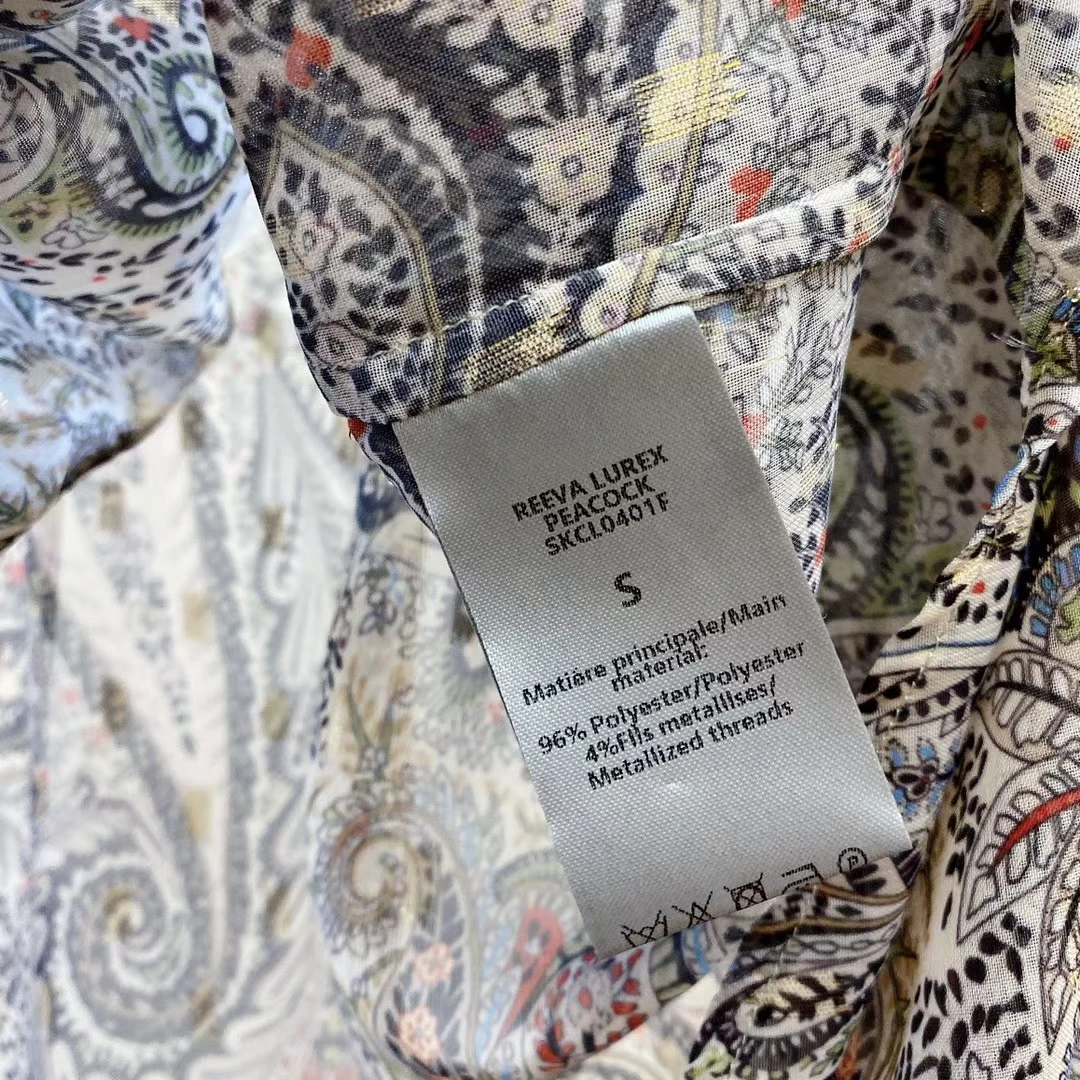 REEVA LUREX
PEACOCK
SKCL0401F
S
Matière principale/Main
material:
96% Polyester/Polyester
4%Fils metallises/
Metallized threads
P